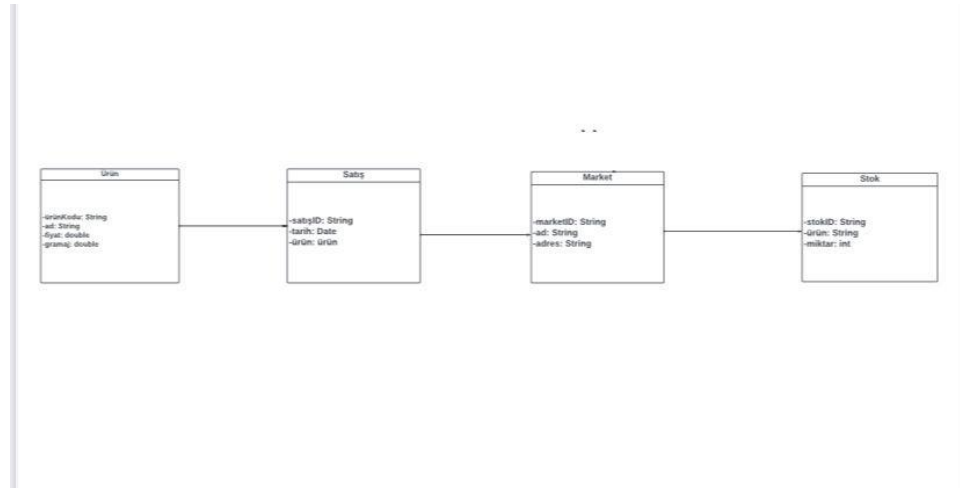 Ürün
-ürünKodu: String
-ad: String
-fiyat: double
-gramaj: double
Satış
-satışID: String
-tarih: Date
-ürün: ürün
Market
-marketID: String
-ad: String
-adres: String
Stok
-stokID: String
-ürün: String
-miktar: int